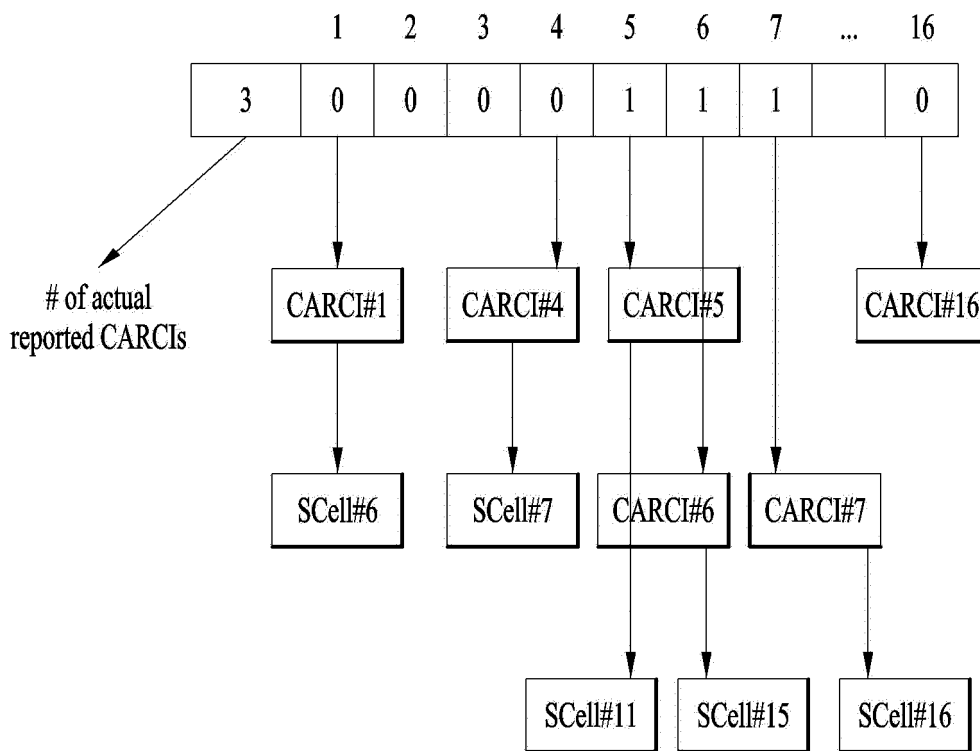 1 2 3 4 5 6 7 ... 16
3 0 0 0 0 1 1 1 0
# of actual
reported CARCIs
CARCI#1 CARCI#4 CARCI#5 CARCI#16
SCell#6 SCell#7 CARCI#6 CARCI#7
SCell#11 SCell#15 SCell#16